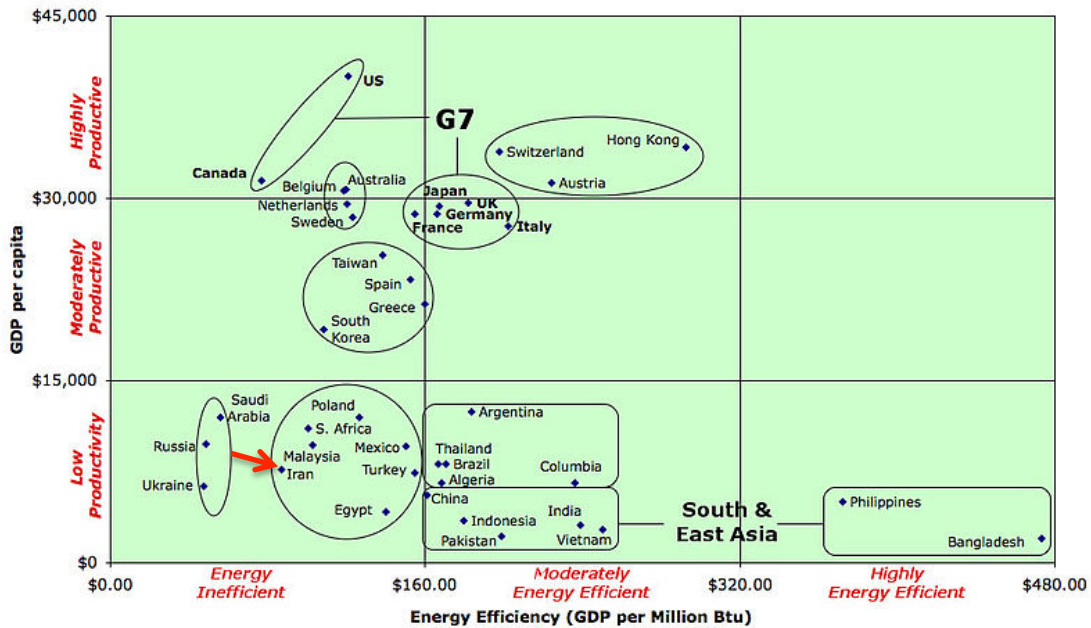 $45,000
$30,000
$15,000
$0
GDP per capita
Highly
Productive
Moderately
Productive
Low
Productivity
US
G7
Canada
Belgium
Australia
Netherlands
Sweden
Japan
UK
Germany
France
Italy
Switzerland
Hong Kong
Austria
Taiwan
Spain
Greece
South
Korea
Saudi
Arabia
Russia
Ukraine
Poland
S. Africa
Malaysia
Mexico
Iran
Turkey
Egypt
Argentina
Thailand
Brazil
Algeria
Columbia
China
Indonesia
India
Pakistan
Vietnam
South &
East Asia
Philippines
Bangladesh
$0.00
Energy
Inefficient
$160.00
Moderately
Energy Efficient
$320.00
Highly
Energy Efficient
$480.00
Energy Efficiency (GDP per Million Btu)